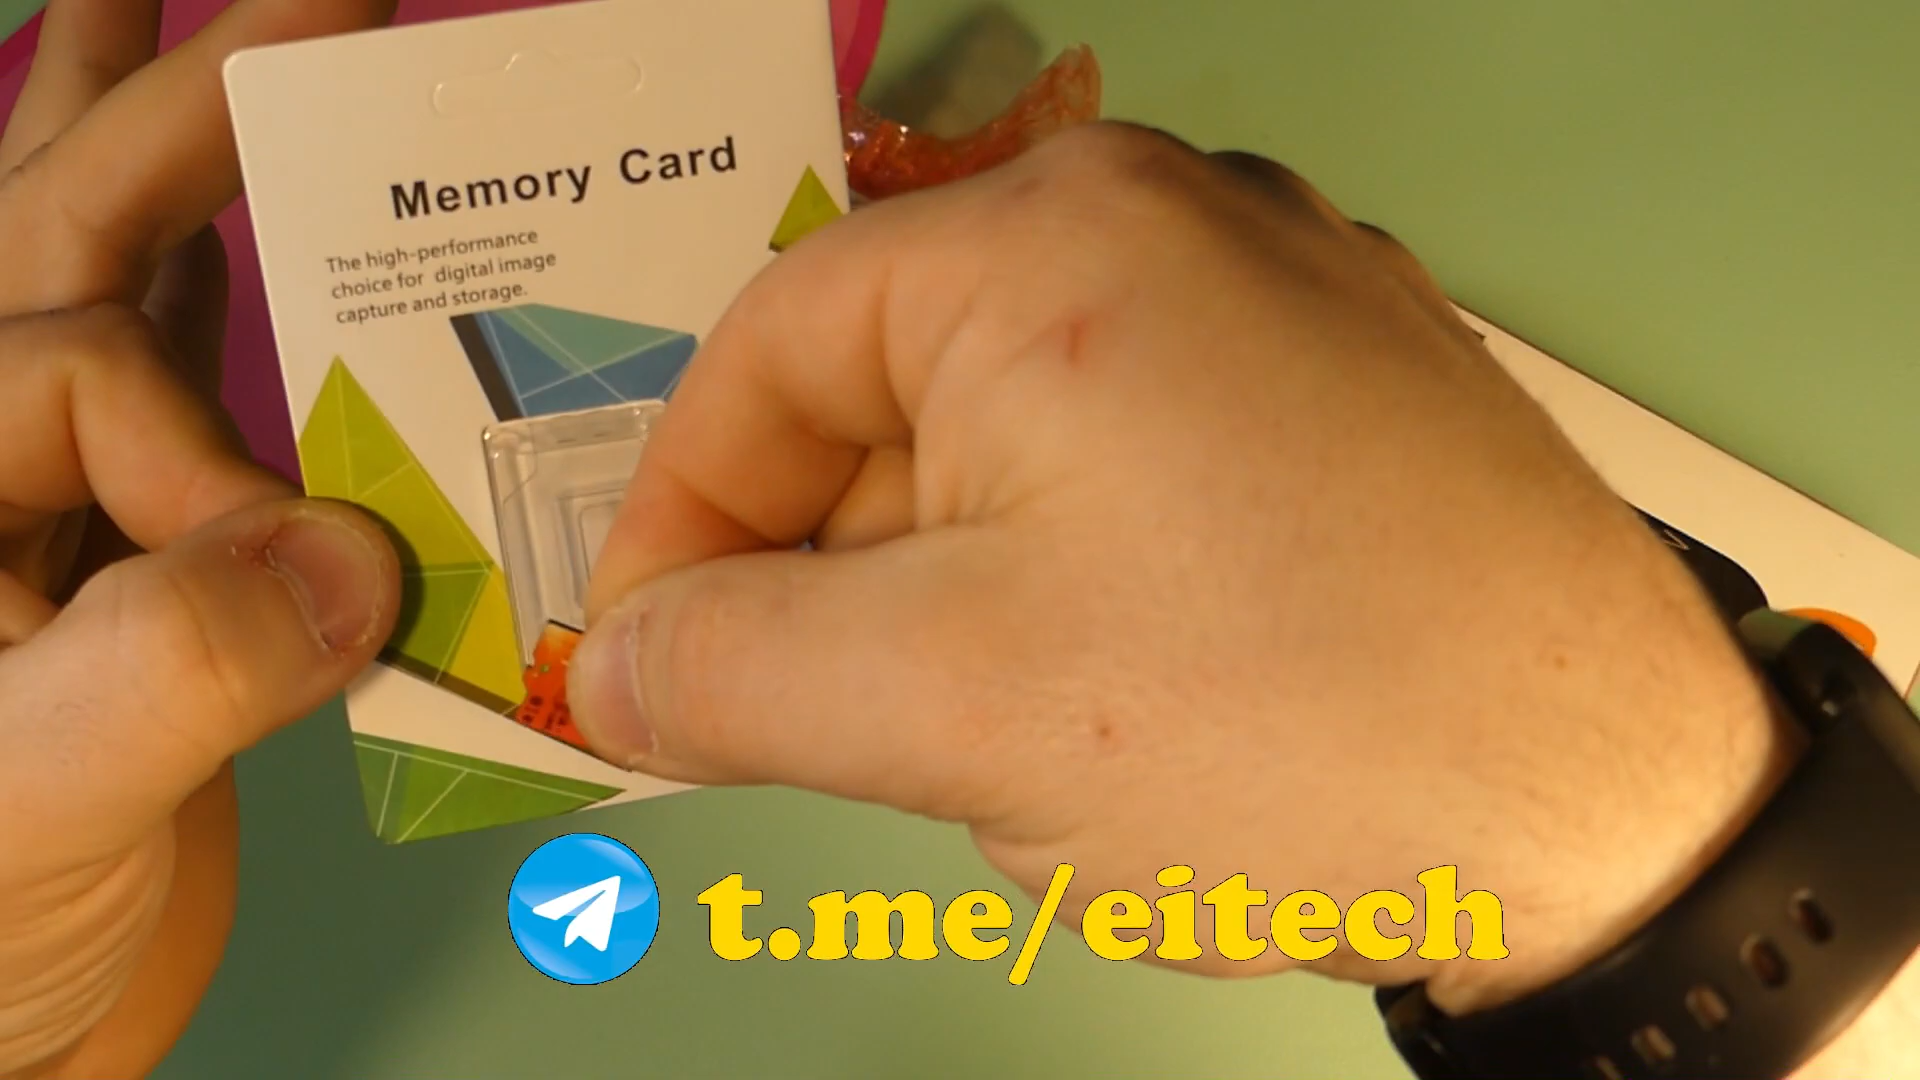 Memory Card
The high-performance
choice for digital image
capture and storage.
t.me/eitech